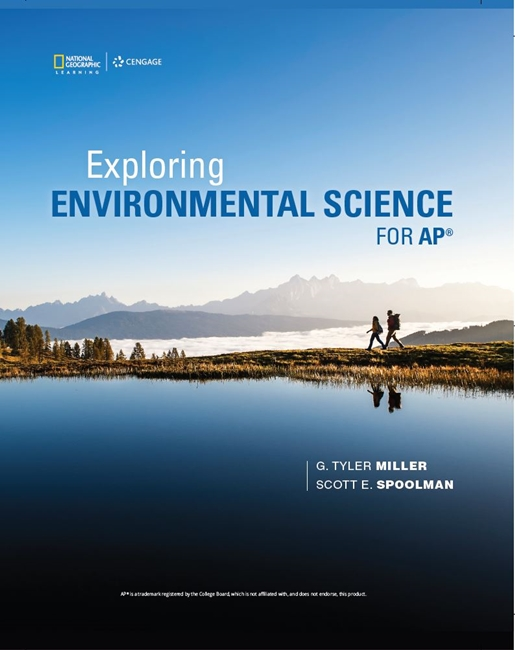 NATIONAL
GEOGRAPHIC
LEARNING
CENGAGE
Exploring
ENVIRONMENTAL SCIENCE
FOR AP®
G. TYLER MILLER
SCOTT E. SPOOLMAN
AP® is a trademark registered by the College Board, which is not affiliated with, and does not endorse, this product.